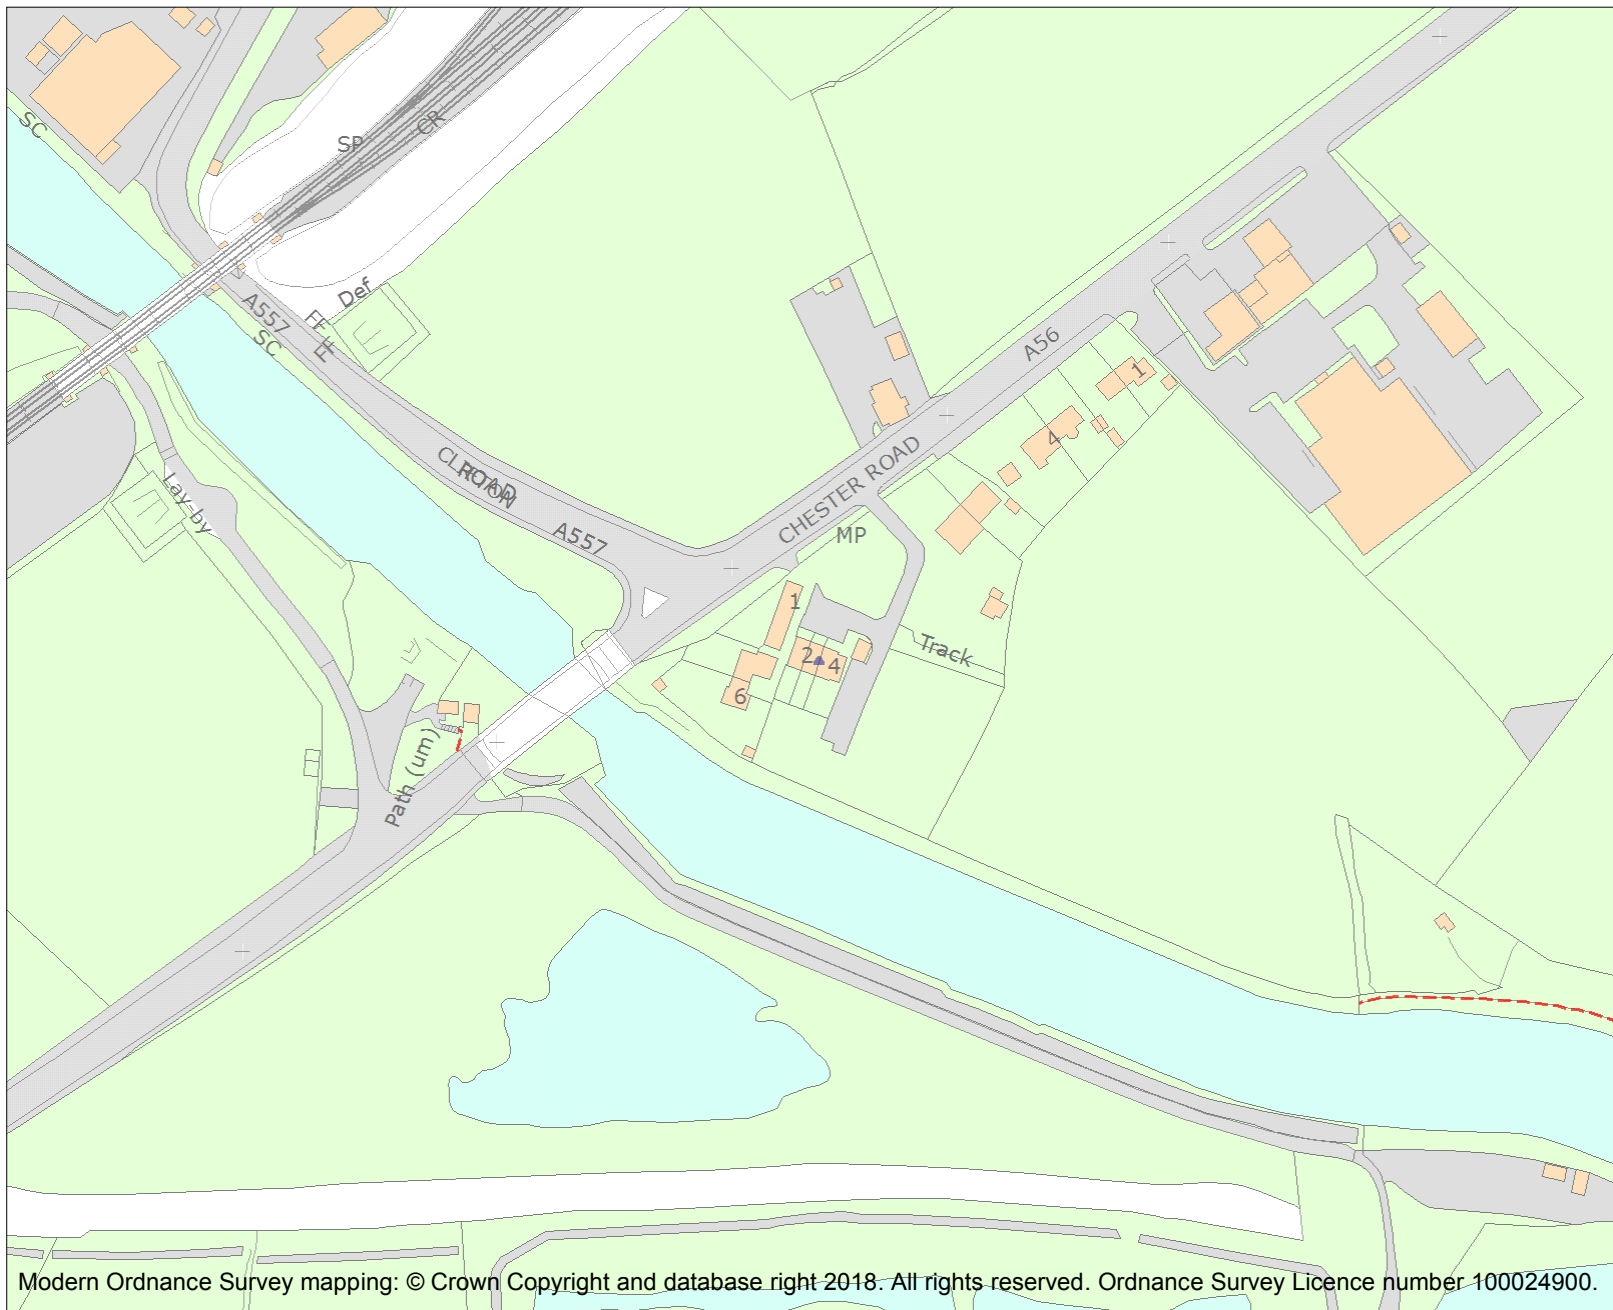 SC
SP
CR
Def
A557
FF
FF
SC
A56
1
4
CLIFTON
ROAD
CHESTER ROAD
Lay-by
A557
MP
1
Track
2
4
6
Path (um)
Modern Ordnance Survey mapping: © Crown Copyright and database right 2018. All rights reserved. Ordnance Survey Licence number 100024900.